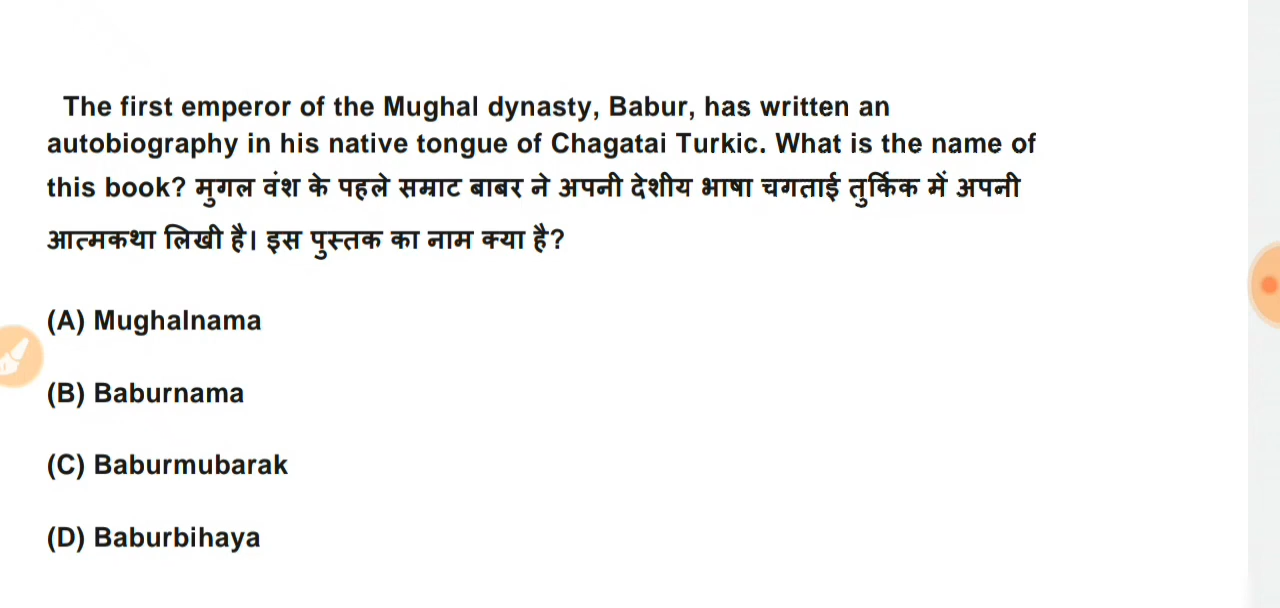 The first emperor of the Mughal dynasty, Babur, has written an
autobiography in his native tongue of Chagatai Turkic. What is the name of
this book? मुगल वंश के पहले सम्राट बाबर ने अपनी देशीय भाषा चगताई तुर्किक में अपनी
आत्मकथा लिखी है। इस पुस्तक का नाम क्या है?
(A) Mughalnama
(B) Baburnama
(C) Baburmubarak
(D) Baburbihaya